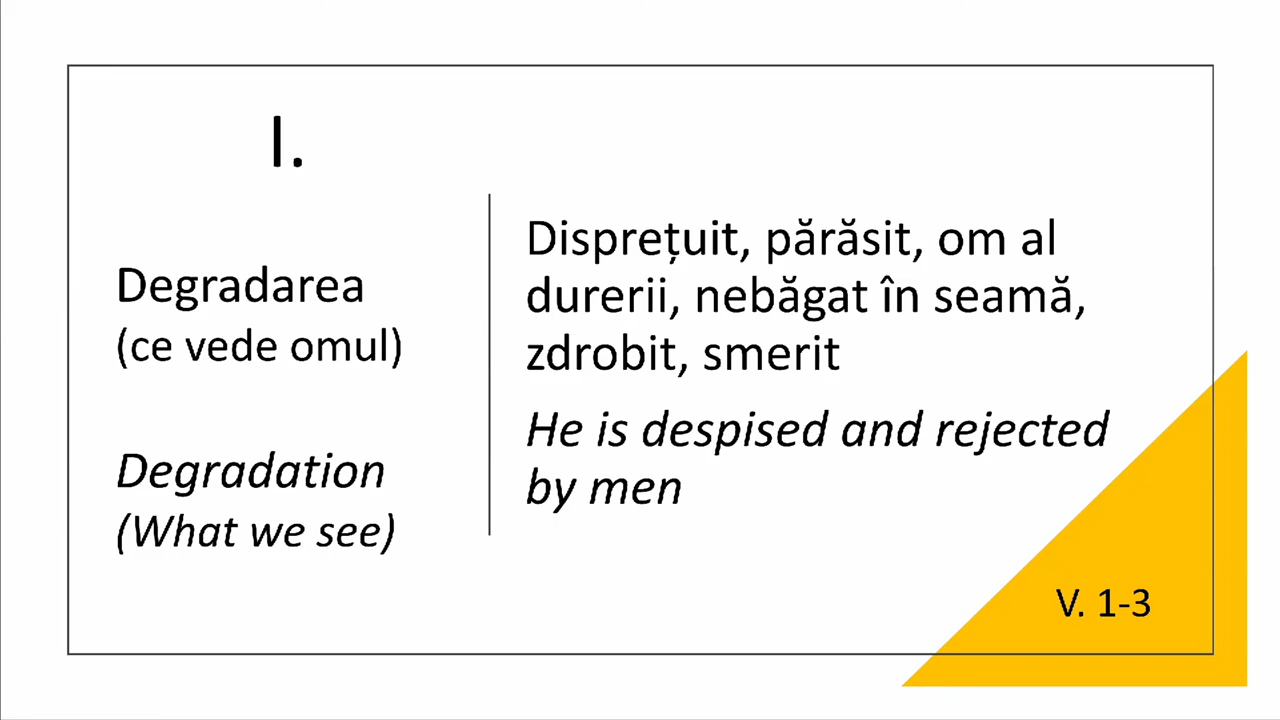 I.
Degradarea
(ce vede omul)
Degradation
(What we see)
Disprețuit, părăsit, om al
durerii, nebăgat în seamă,
zdrobit, smerit
He is despised and rejected
by men
V. 1-3